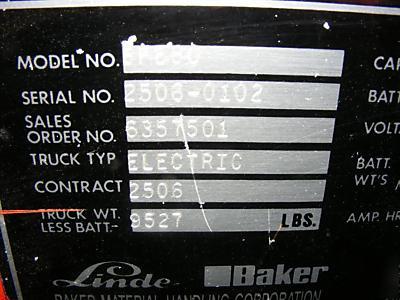 MODEL NO.
CAP
SERIAL NO. 2506-0102
BATT
SALES
ORDER NO. 6357501
VOLT
TRUCK TYP ELECTRIC
BATT.
WT'S
CONTRACT 2506
TRUCK WT.
LESS BATT- 9527 LBS.
AMP. HR
Linde Baker
BAKER MATERIAL HANDLING CORPORATION